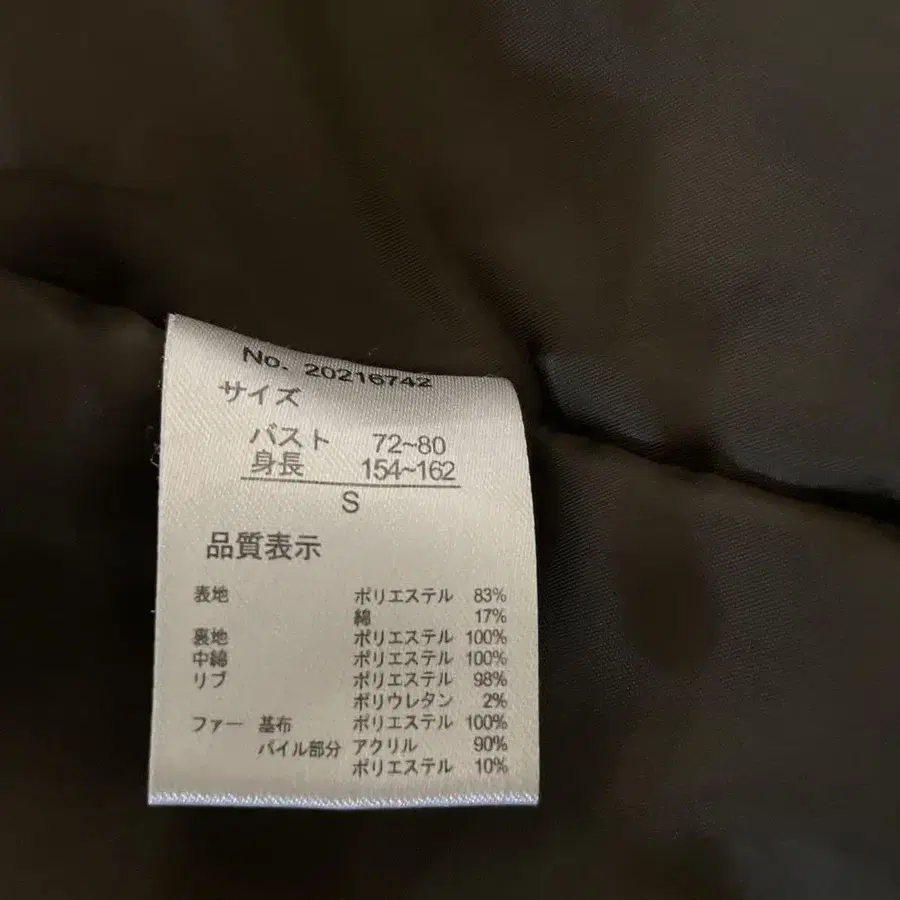 No. 20216742
サイズ
バスト 72~80
身長 154~162
S
品質表示
表地 ポリエステル 83%
綿 17%
裏地 ポリエステル 100%
中綿 ポリエステル 100%
リブ ポリエステル 98%
ポリウレタン 2%
ファー 基布 ポリエステル 100%
パイル部分 アクリル 90%
ポリエステル 10%